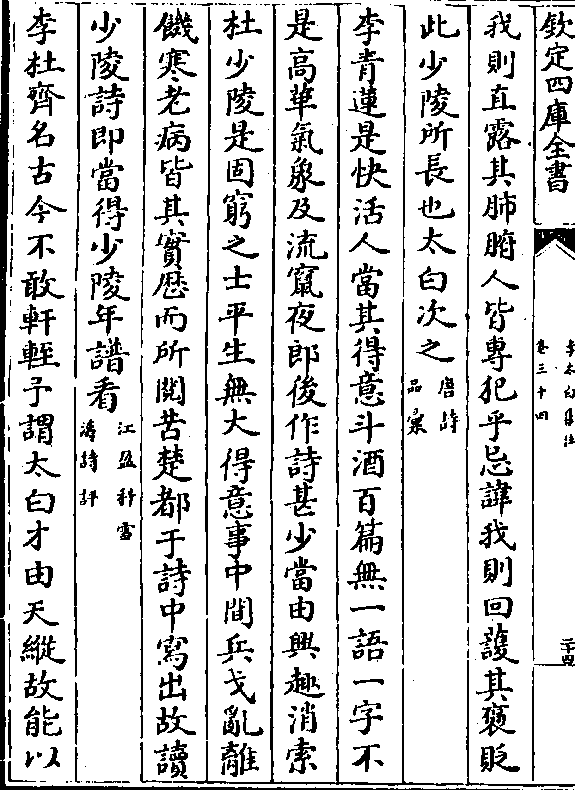 欽定四庫全書
李太白集注
卷三十四
二十四
我則直露其肺腑人皆專犯乎忌諱我則回護其褒貶
此少陵所長也太白次之唐詩
品彙
李青蓮是快活人當其得意斗酒百篇無一語一字不
是高華氣象及流竄夜郎後作詩甚少當由興趣消索
杜少陵是固窮之士平生無大得意事中間兵戈亂離
饑寒老病皆其實歴而所閱苦楚都于詩中寫出故讀
少陵詩即當得少陵年譜看江盈科雪
濤詩評
李杜齊名古今不敢軒輊予謂太白才由天縱故能以